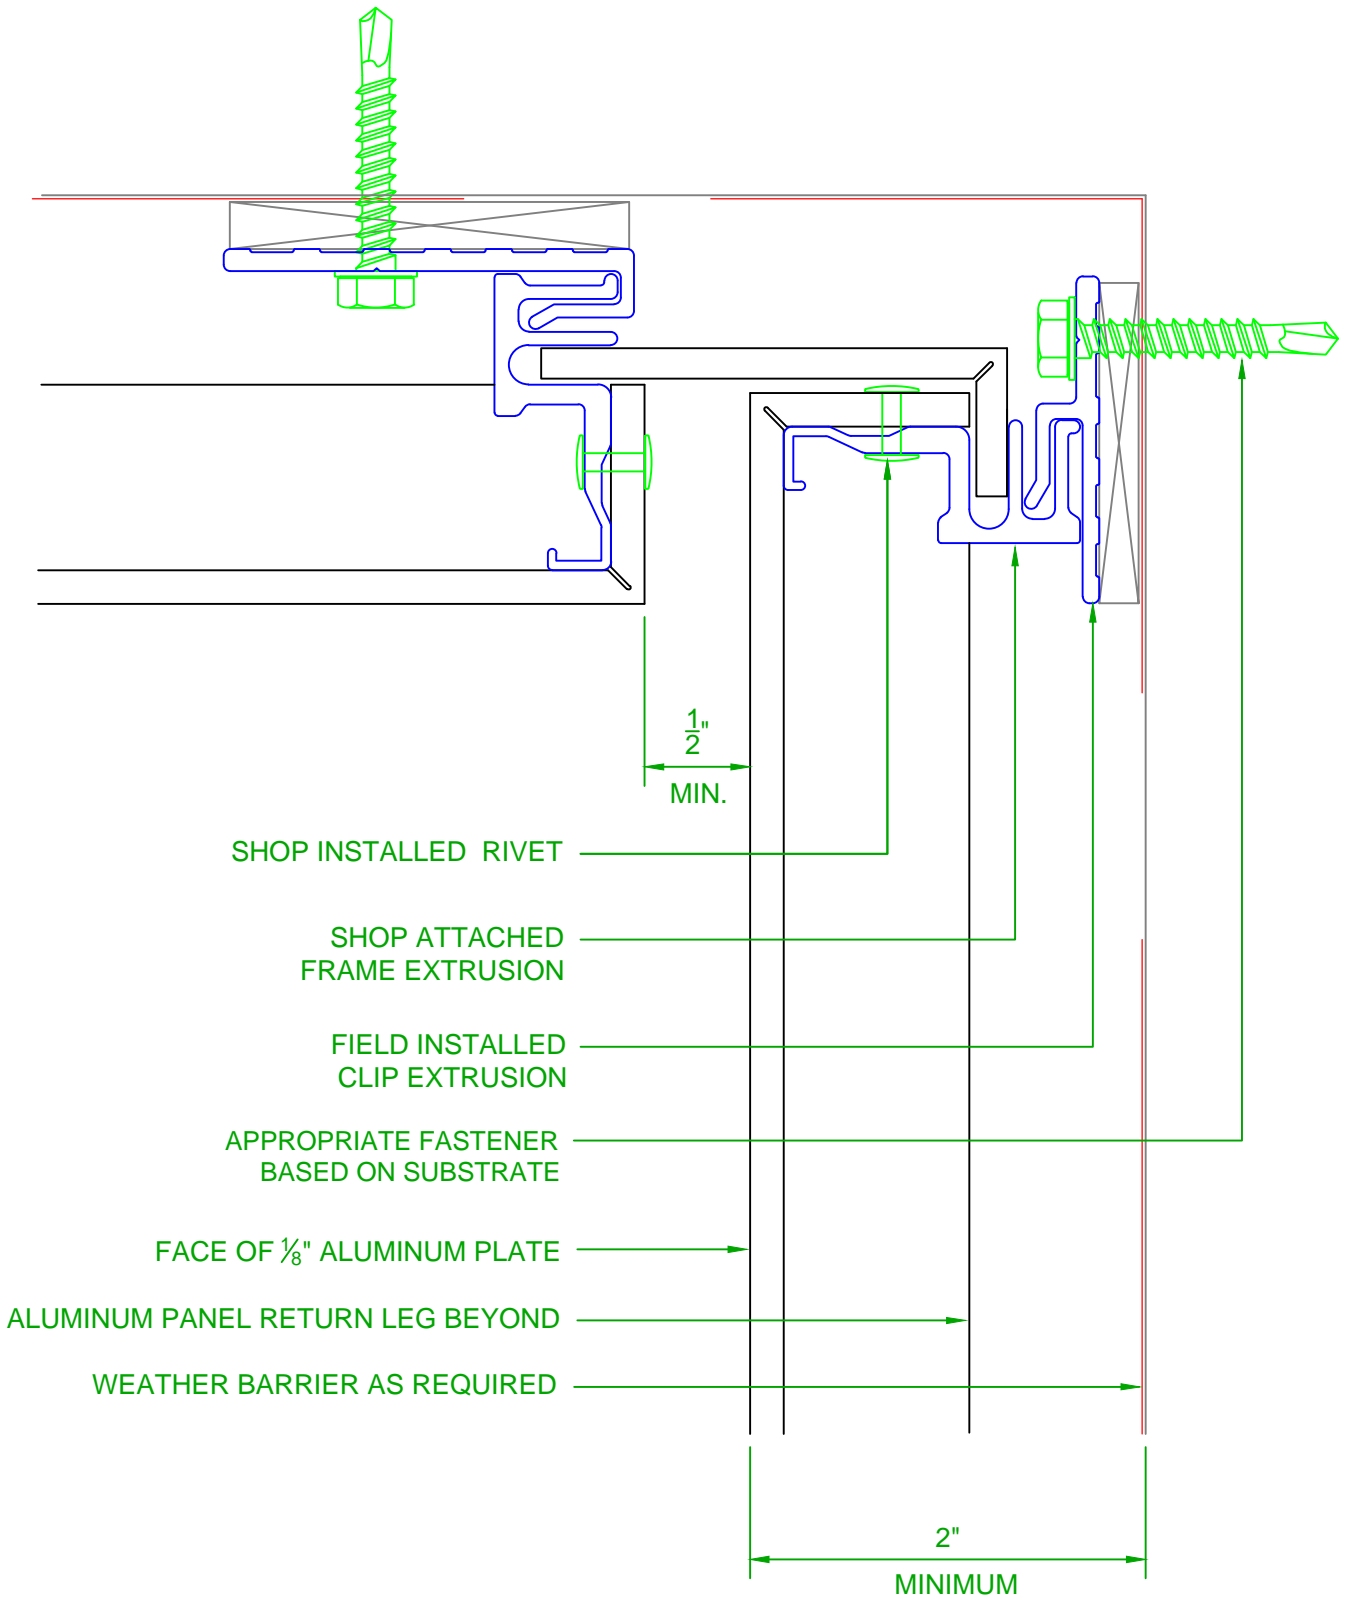 1/2"
MIN.
SHOP INSTALLED RIVET
SHOP ATTACHED
FRAME EXTRUSION
FIELD INSTALLED
CLIP EXTRUSION
APPROPRIATE FASTENER
BASED ON SUBSTRATE
FACE OF 1/8" ALUMINUM PLATE
ALUMINUM PANEL RETURN LEG BEYOND
WEATHER BARRIER AS REQUIRED
2"
MINIMUM